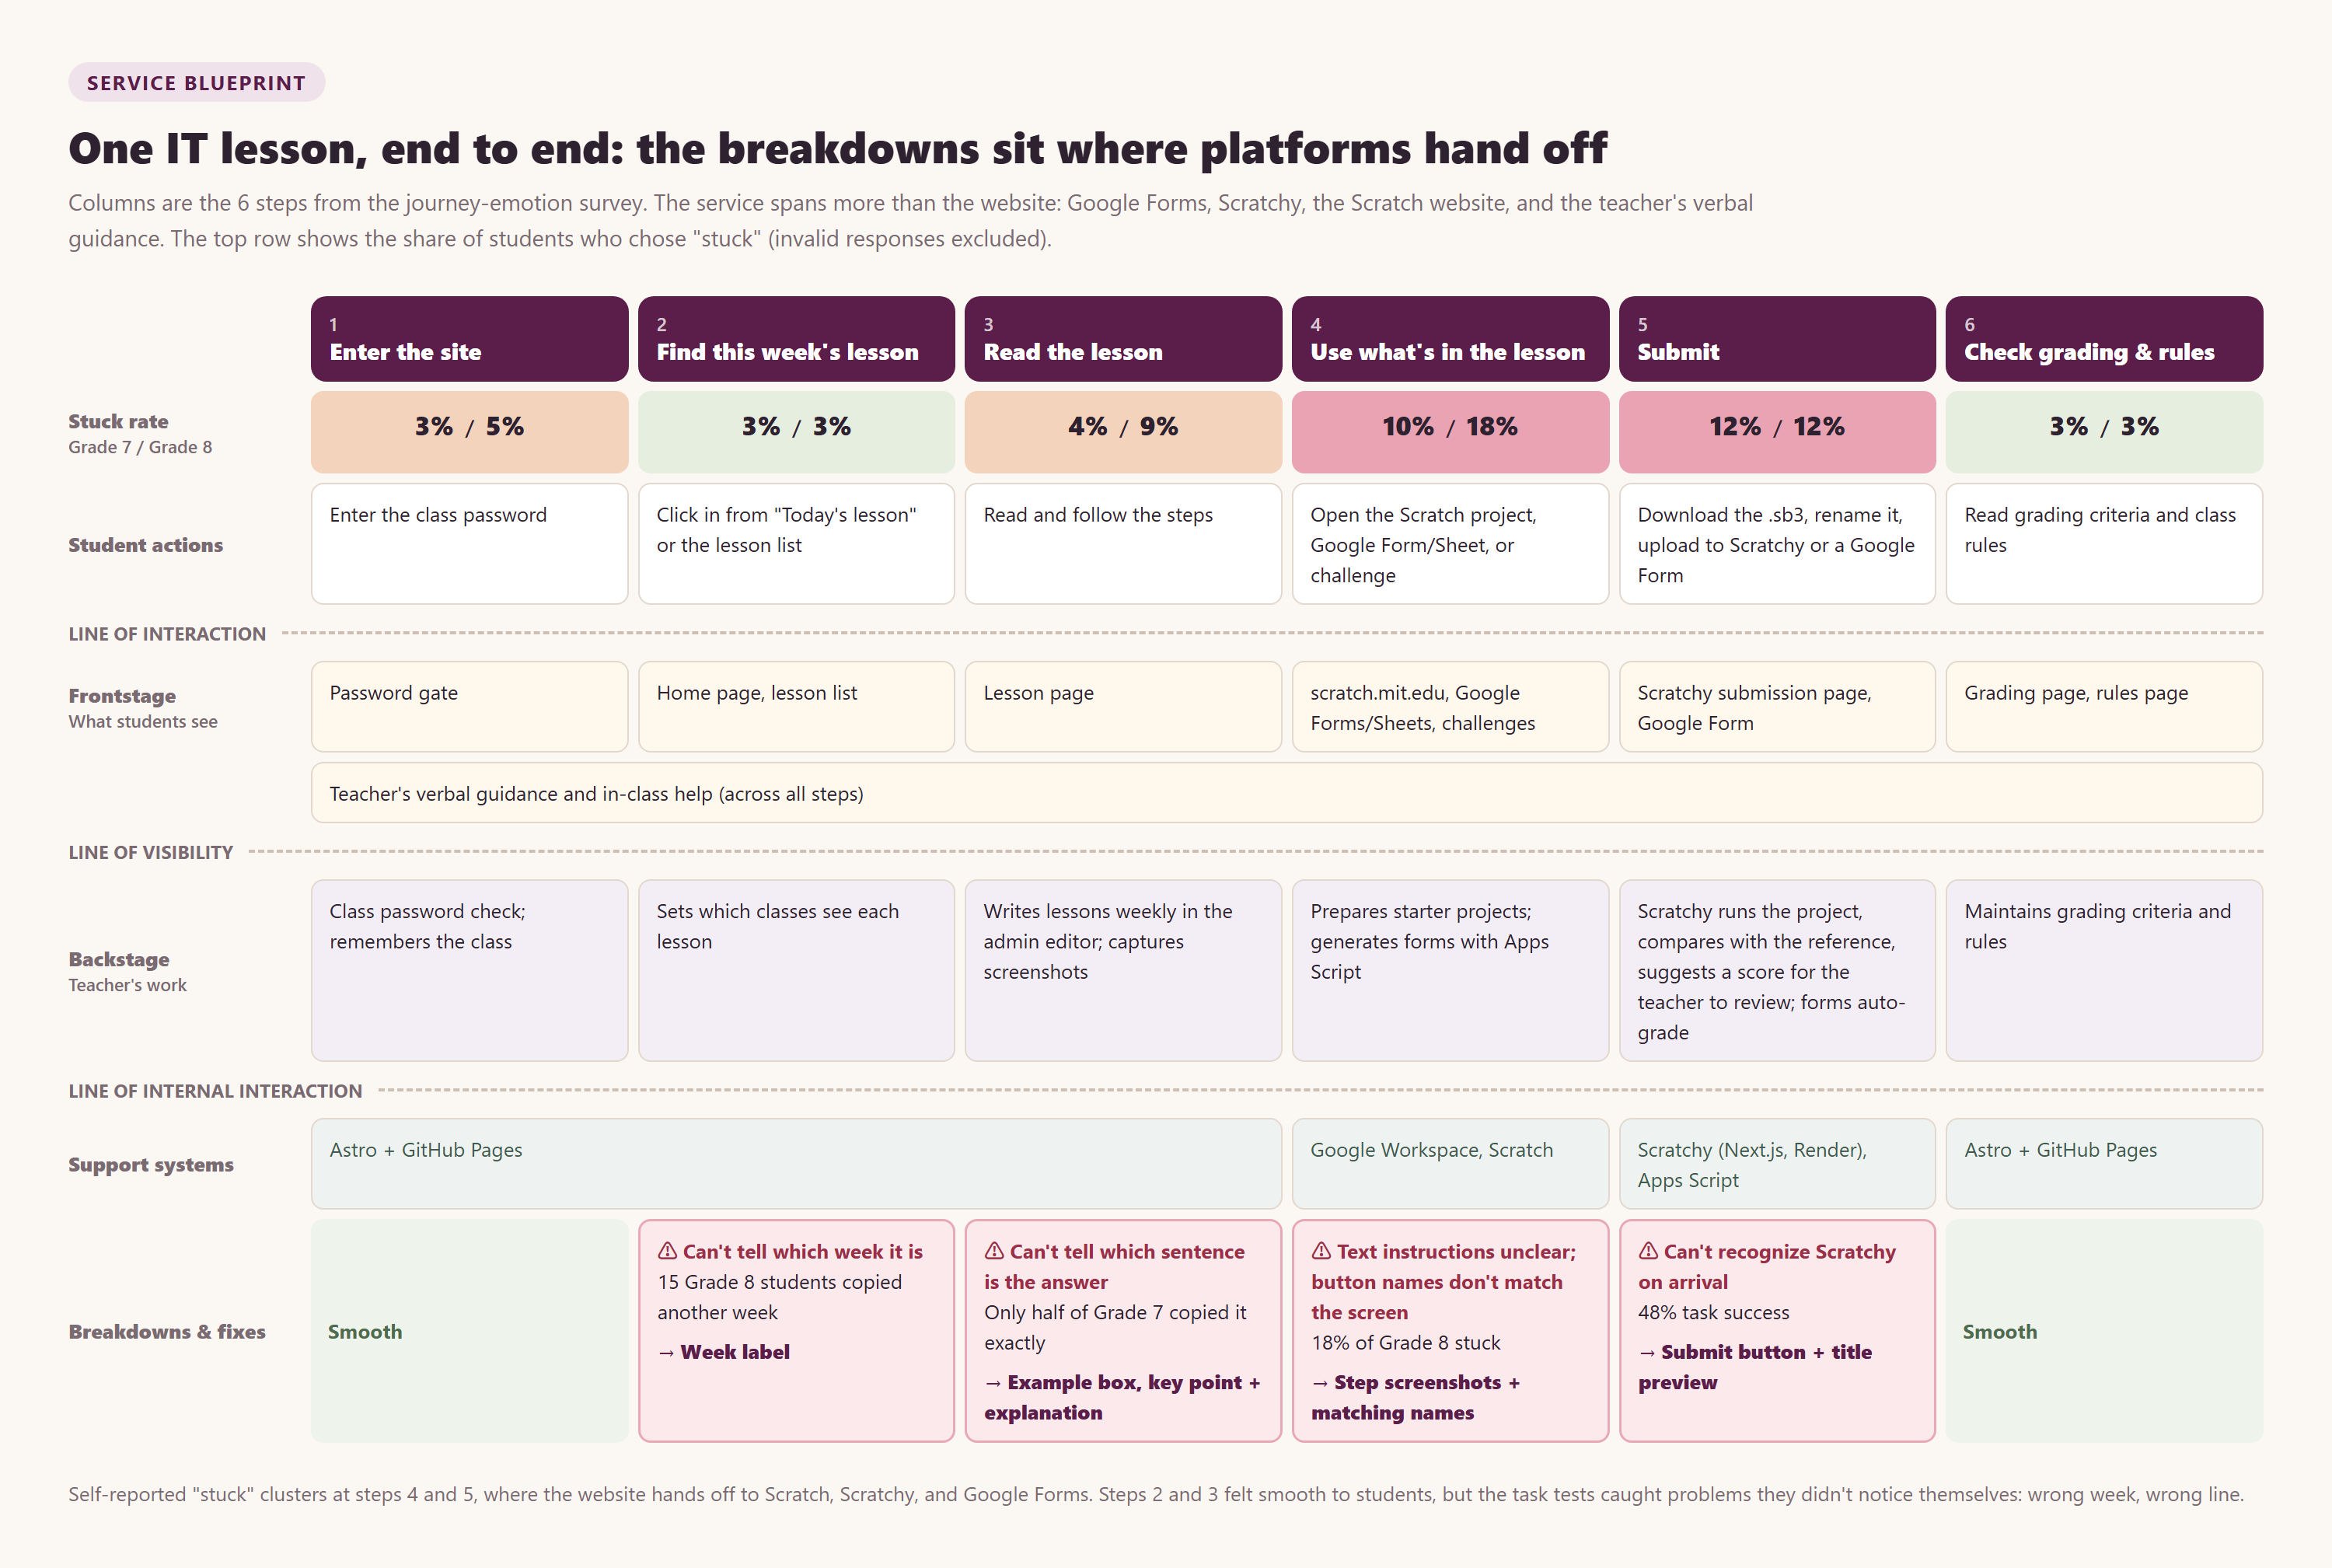 SERVICE BLUEPRINT
One IT lesson, end to end: the breakdowns sit where platforms hand off
Columns are the 6 steps from the journey-emotion survey. The service spans more than the website: Google Forms, Scratchy, the Scratch website, and the teacher's verbal
guidance. The top row shows the share of students who chose "stuck" (invalid responses excluded).
1
Enter the site
2
Find this week's lesson
3
Read the lesson
4
Use what's in the lesson
5
Submit
6
Check grading & rules
Stuck rate
Grade 7 / Grade 8
3% / 5%
3% / 3%
4% / 9%
10% / 18%
12% / 12%
3% / 3%
Student actions
Enter the class password
Click in from "Today's lesson"
or the lesson list
Read and follow the steps
Open the Scratch project,
Google Form/Sheet, or
challenge
Download the .sb3, rename it,
upload to Scratchy or a Google
Form
Read grading criteria and class
rules
LINE OF INTERACTION
Frontstage
What students see
Password gate
Home page, lesson list
Lesson page
scratch.mit.edu, Google
Forms/Sheets, challenges
Scratchy submission page,
Google Form
Grading page, rules page
Teacher's verbal guidance and in-class help (across all steps)
LINE OF VISIBILITY
Backstage
Teacher's work
Class password check;
remembers the class
Sets which classes see each
lesson
Writes lessons weekly in the
admin editor; captures
screenshots
Prepares starter projects;
generates forms with Apps
Script
Scratchy runs the project,
compares with the reference,
suggests a score for the
teacher to review; forms auto-
grade
Maintains grading criteria and
rules
LINE OF INTERNAL INTERACTION
Support systems
Astro + GitHub Pages
Google Workspace, Scratch
Scratchy (Next.js, Render),
Apps Script
Astro + GitHub Pages
Breakdowns & fixes
Smooth
⚠ Can't tell which week it is
15 Grade 8 students copied
another week
→ Week label
⚠ Can't tell which sentence
is the answer
Only half of Grade 7 copied it
exactly
→ Example box, key point +
explanation
⚠ Text instructions unclear;
button names don't match
the screen
18% of Grade 8 stuck
→ Step screenshots +
matching names
⚠ Can't recognize Scratchy
on arrival
48% task success
→ Submit button + title
preview
Smooth
Self-reported "stuck" clusters at steps 4 and 5, where the website hands off to Scratch, Scratchy, and Google Forms. Steps 2 and 3 felt smooth to students, but the task tests caught problems they didn't notice themselves: wrong week, wrong line.